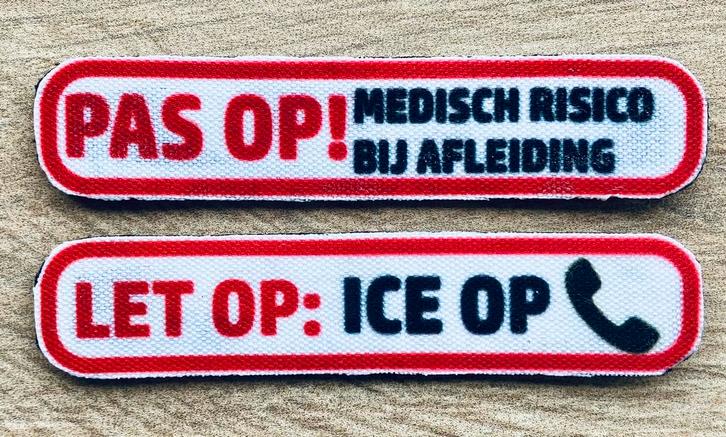 PAS OP! MEDISCH RISICO
BIJ AFLEIDING
LET OP: ICE OP